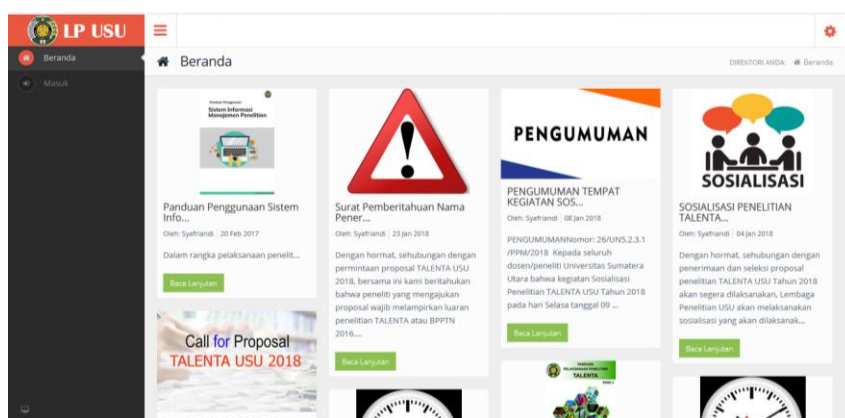 LP USU
Beranda
Masuk
Beranda
DIREKTORI ANDA: Beranda
Panduan Penggunaan
Sistem Informasi
Manajemen Penelitian
Panduan Penggunaan Sistem
Info...
Oleh: Syafriandi 20 Feb 2017
Dalam rangka pelaksanaan penelit...
Baca Lanjutan
Call for Proposal
TALENTA USU 2018
Surat Pemberitahuan Nama
Pener...
Oleh: Syafriandi 23 Jan 2018
Dengan hormat, sehubungan dengan
permintaan proposal TALENTA USU
2018, bersama ini kami beritahukan
bahwa peneliti yang mengajukan
proposal wajib melampirkan luaran
penelitian TALENTA atau BPPTN
2016....
Baca Lanjutan
PENGUMUMAN
PENGUMUMAN TEMPAT
KEGIATAN SOS...
Oleh: Syafriandi 08 Jan 2018
PENGUMUMANNomor: 26/UN5.2.3.1
/PPM/2018 Kepada seluruh
dosen/peneliti Universitas Sumatera
Utara bahwa kegiatan Sosialisasi
Penelitian TALENTA USU Tahun 2018
pada hari Selasa tanggal 09 ...
Baca Lanjutan
PANDUAN
PELAKSANAAN PENELITIAN
TALENTA
SOSIALISASI
SOSIALISASI PENELITIAN
TALENTA...
Oleh: Syafriandi 04 Jan 2018
Dengan hormat, sehubungan dengan
penerimaan dan seleksi proposal
penelitian TALENTA USU Tahun 2018
akan segera dilaksanakan, Lembaga
Penelitian USU akan melaksanakan
sosialisasi yang akan dilaksanak...
Baca Lanjutan